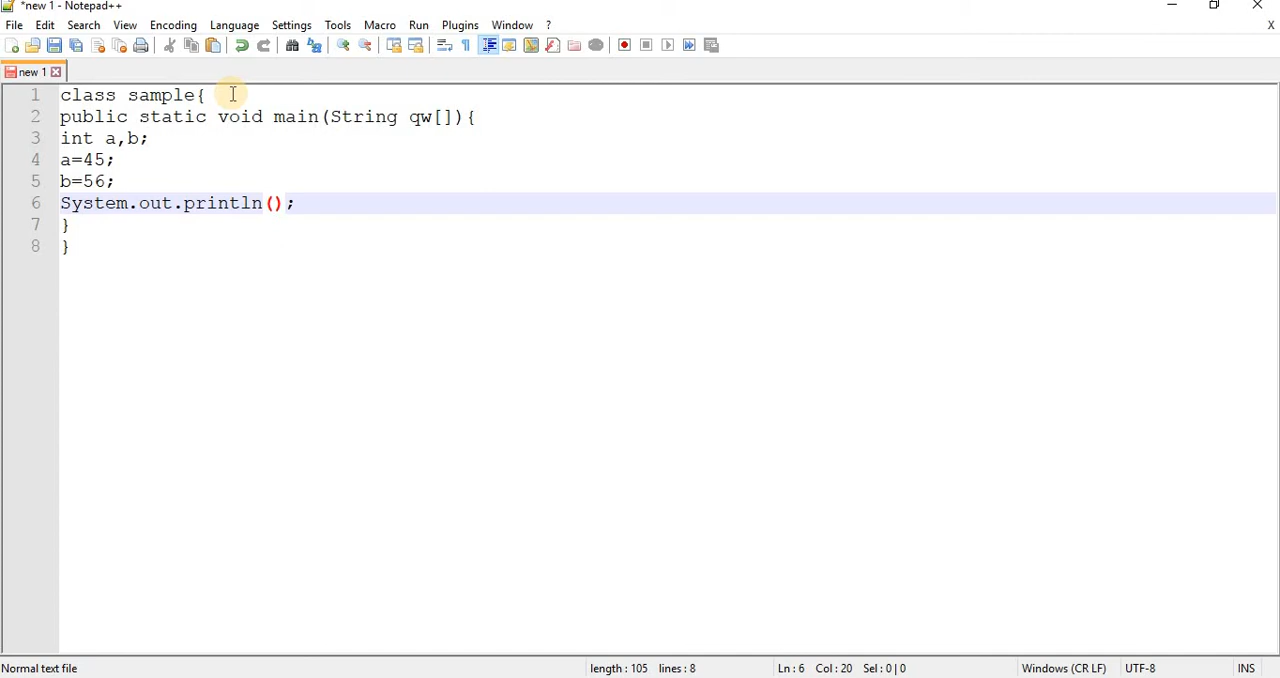 *new 1 - Notepad++
File Edit Search View Encoding Language Settings Tools Macro Run Plugins Window ? X
new 1
1 class sample{
2 public static void main(String qw[]){
3 int a,b;
4 a=45;
5 b=56;
6 System.out.println();
7 }
8 }
Normal text file length : 105 lines : 8 Ln : 6 Col : 20 Sel : 0 | 0 Windows (CR LF) UTF-8 INS